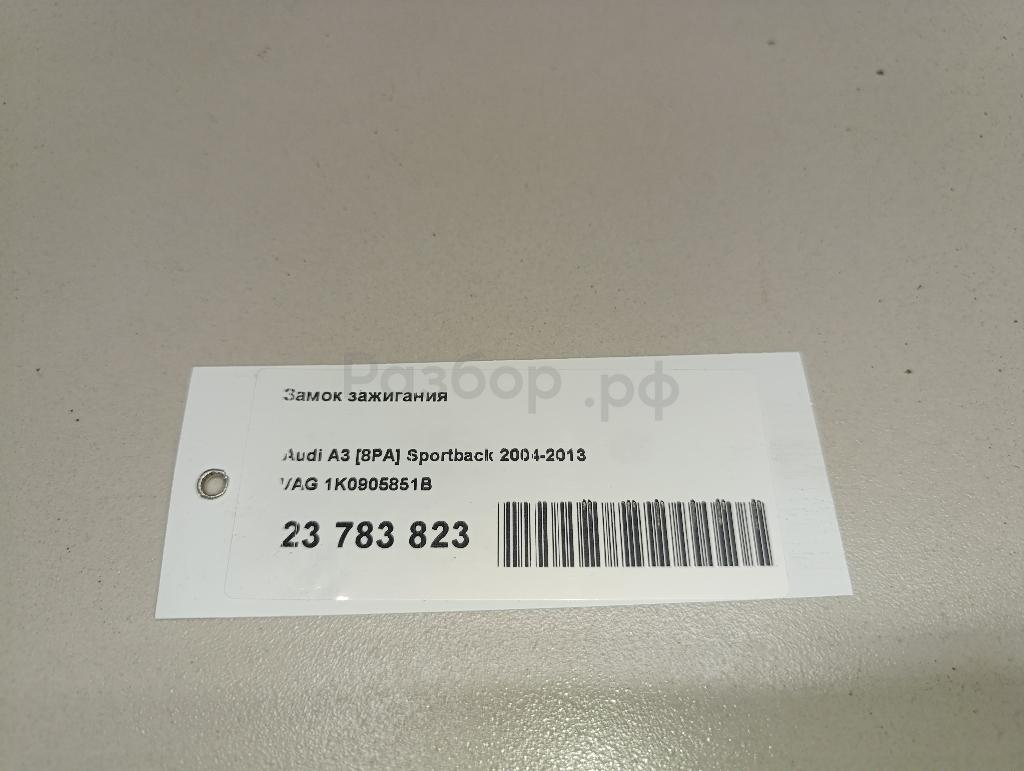 Разбор.рф
Замок зажигания
Audi A3 [8PA] Sportback 2004-2013
VAG 1K0905851B
23 783 823